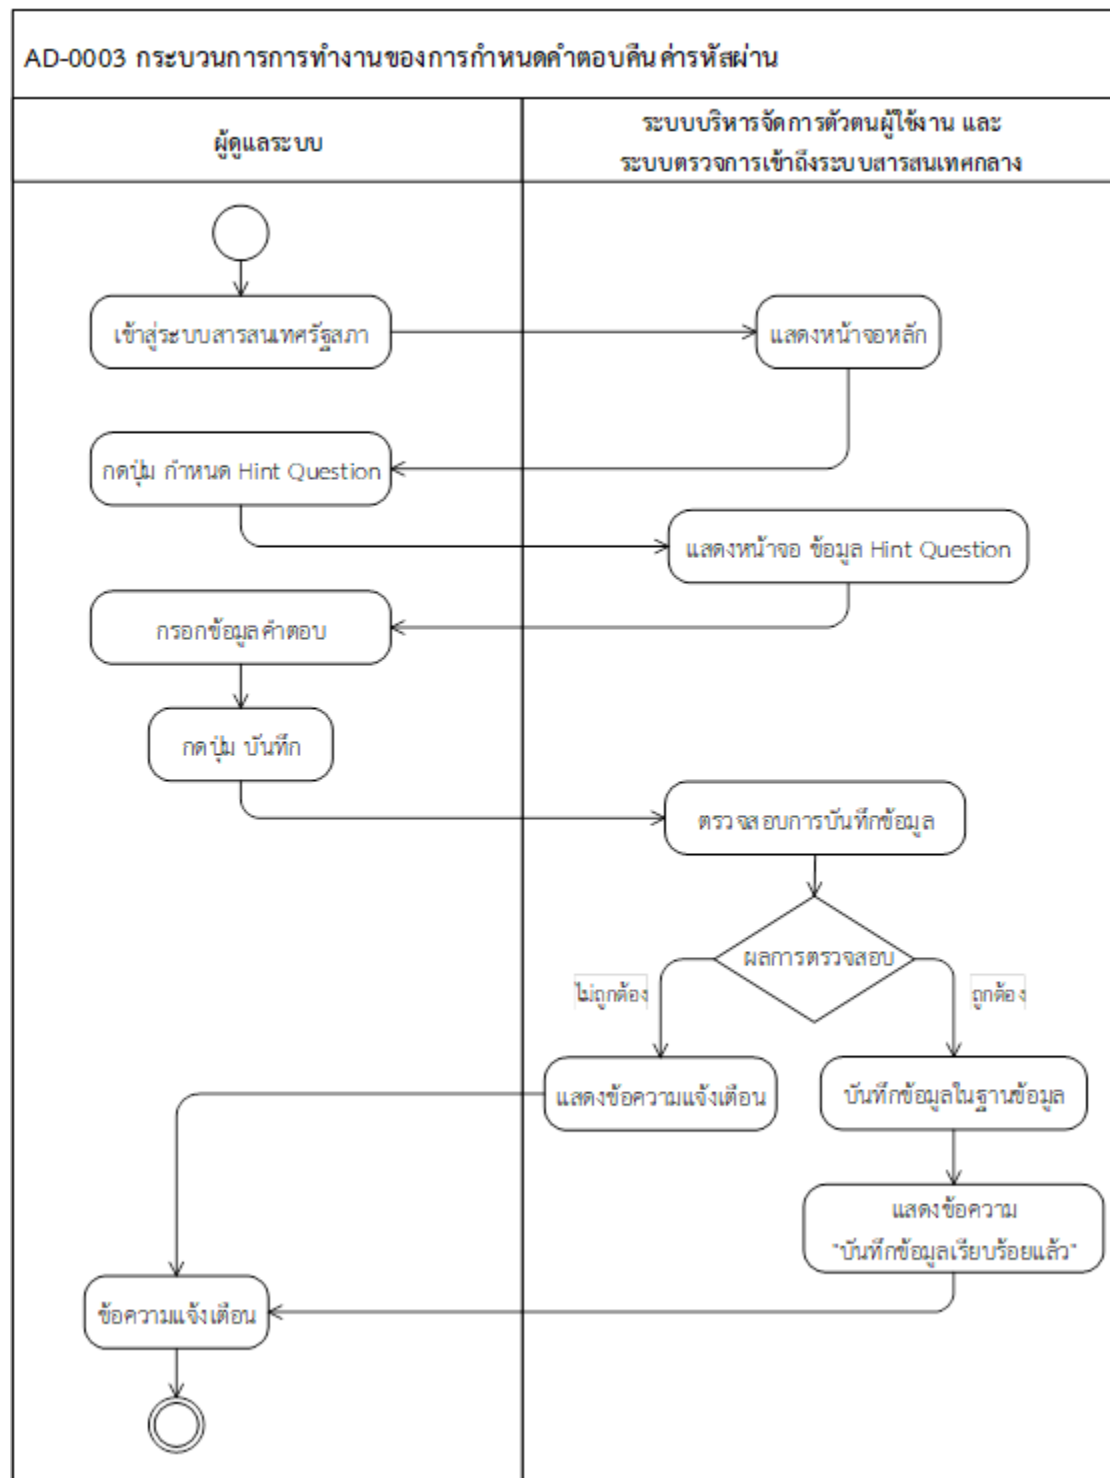 AD-0003 กระบวนการการทำงานของการกำหนดคำตอบคืนค่ารหัสผ่าน
ผู้ดูแลระบบ
ระบบบริหารจัดการตัวตนผู้ใช้งาน และ
ระบบตรวจการเข้าถึงระบบสารสนเทศกลาง
เข้าสู่ระบบสารสนเทศรัฐสภา
แสดงหน้าจอหลัก
กดปุ่ม กำหนด Hint Question
แสดงหน้าจอ ข้อมูล Hint Question
กรอกข้อมูลคำตอบ
กดปุ่ม บันทึก
ตรวจสอบการบันทึกข้อมูล
ผลการตรวจสอบ
ไม่ถูกต้อง
ถูกต้อง
แสดงข้อความแจ้งเตือน
บันทึกข้อมูลในฐานข้อมูล
แสดงข้อความ
"บันทึกข้อมูลเรียบร้อยแล้ว"
ข้อความแจ้งเตือน